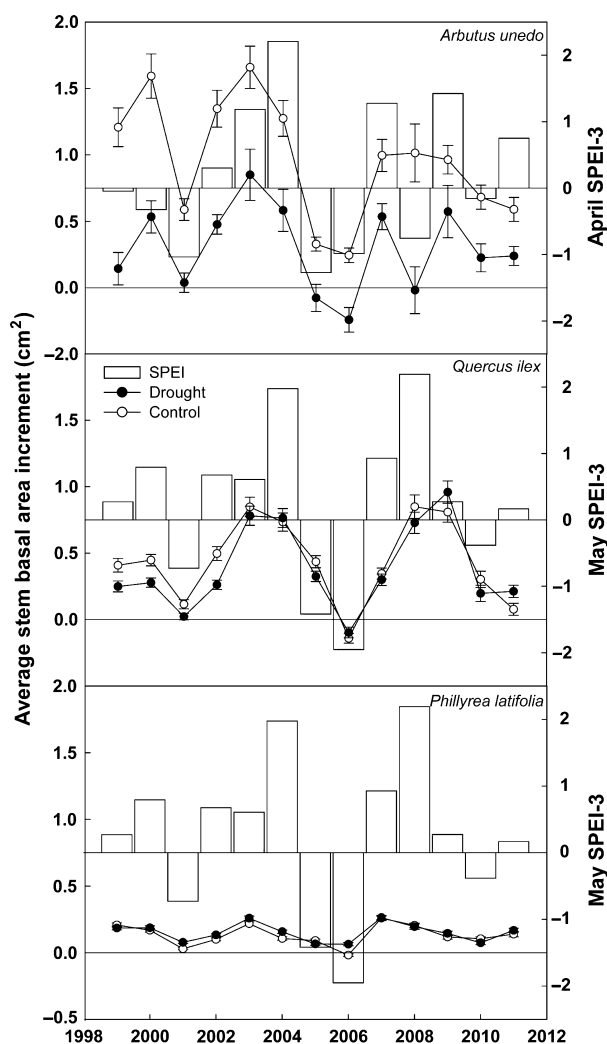 Average stem basal area increment (cm²)
2.0
1.5
1.0
0.5
0.0
Arbutus unedo
2
1
0
−1
−2
April SPEI-3
−2.0
1.5
1.0
0.5
0.0
Quercus ilex
SPEI
Drought
Control
2
1
0
−1
−2
May SPEI-3
2.0
1.5
1.0
0.5
0.0
−0.5
Phillyrea latifolia
2
1
0
−1
−2
May SPEI-3
1998 2000 2002 2004 2006 2008 2010 2012